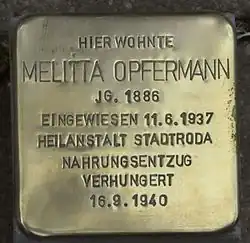 HIER WOHNTE
MELITTA OPFERMANN
JG. 1886
EINGEWIESEN 11.6.1937
HEILANSTALT STADTRODA
NAHRUNGSENTZUG
VERHUNGERT
16.9.1940